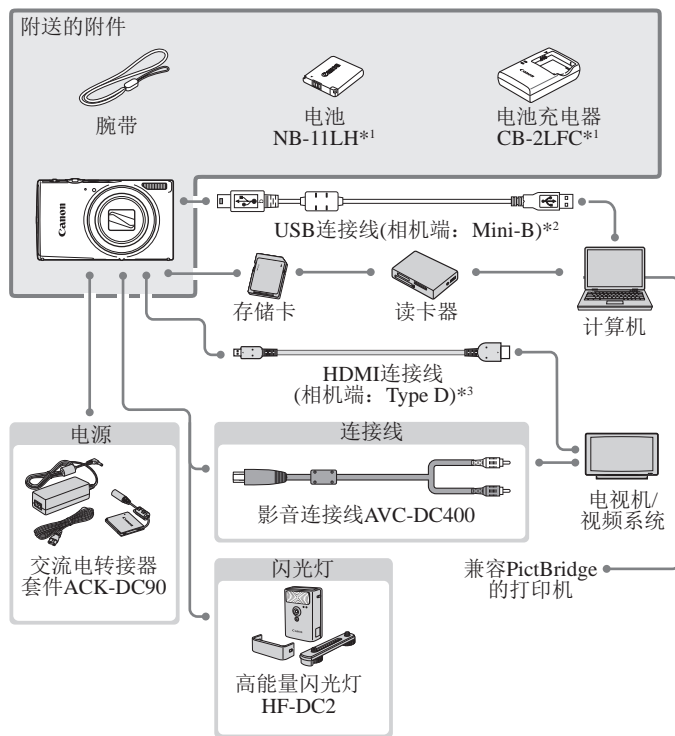 附送的附件
腕带
电池
NB-11LH*1
电池充电器
CB-2LFC*1
Canon
USB连接线(相机端：Mini-B)*2
存储卡
读卡器
计算机
HDMI连接线
(相机端：Type D)*3
电源
交流电转接器
套件ACK-DC90
连接线
影音连接线AVC-DC400
电视机/
视频系统
闪光灯
高能量闪光灯
HF-DC2
兼容PictBridge
的打印机